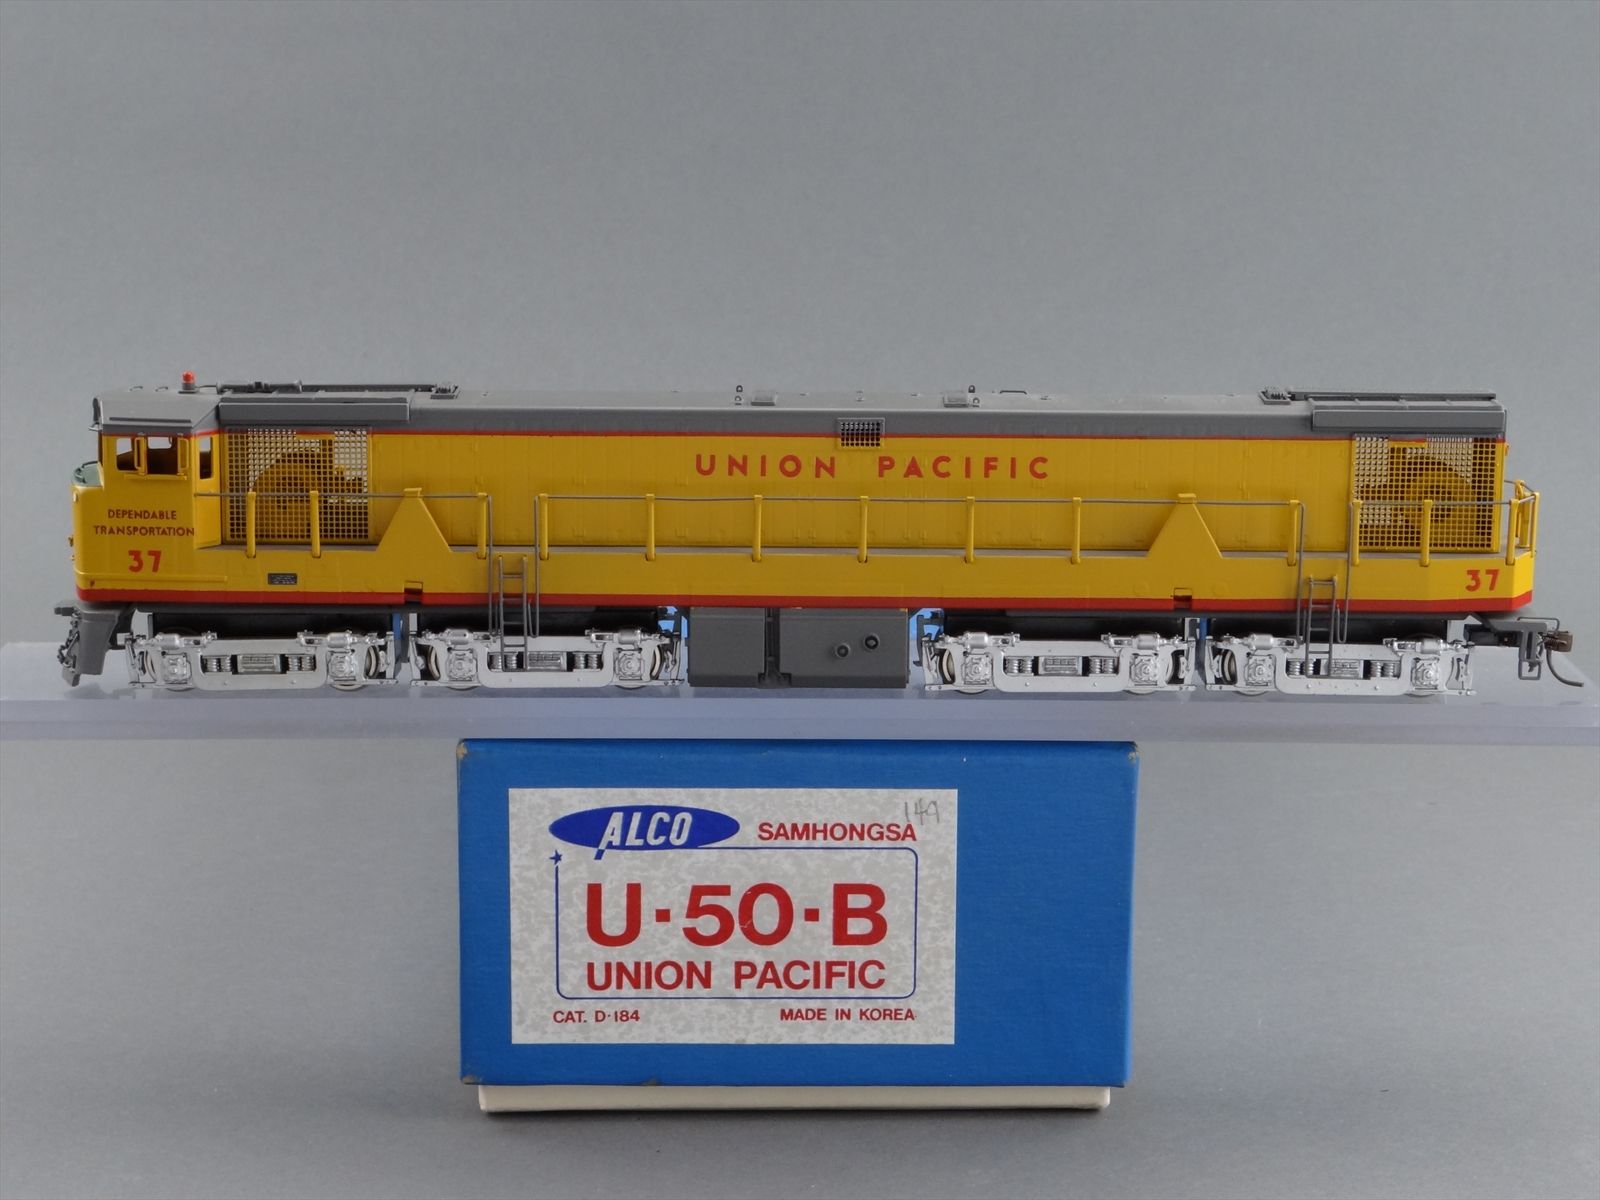 UNION PACIFIC
DEPENDABLE
TRANSPORTATION
37
37
149
ALCO SAMHONGSA
U·50·B
UNION PACIFIC
CAT. D-184 MADE IN KOREA